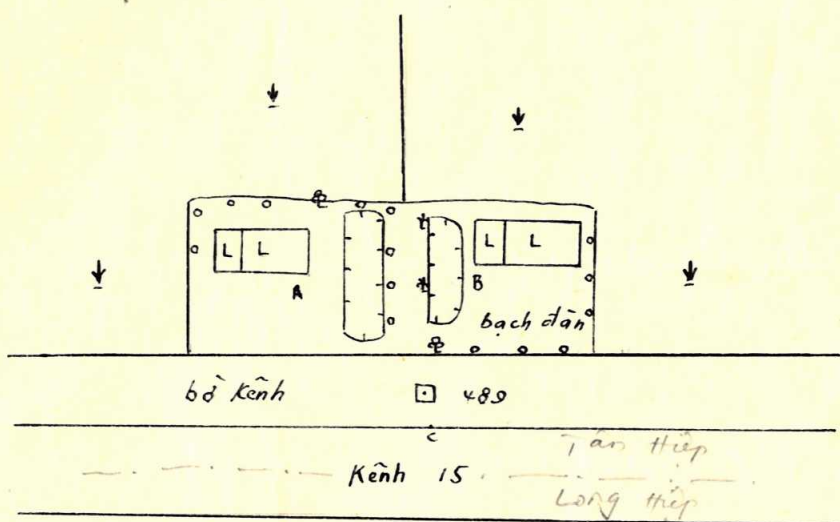 L L
L L
A
B
bạch đàn
bờ kênh
489
c
Tân Hiệp
Kênh 15
Long Hiệp